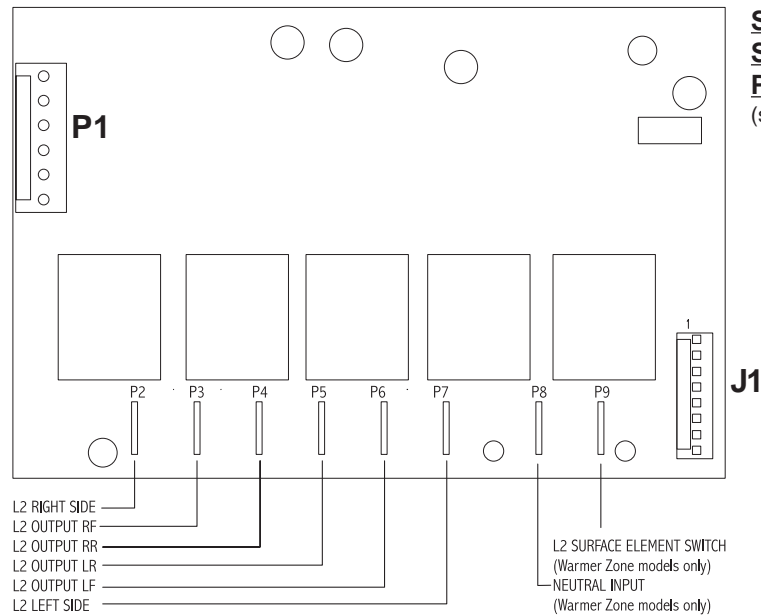 P1
1
J1
P2
P3
P4
P5
P6
P7
P8
P9
L2 RIGHT SIDE
L2 OUTPUT RF
L2 OUTPUT RR
L2 OUTPUT LR
L2 OUTPUT LF
L2 LEFT SIDE
L2 SURFACE ELEMENT SWITCH
(Warmer Zone models only)
NEUTRAL INPUT
(Warmer Zone models only)